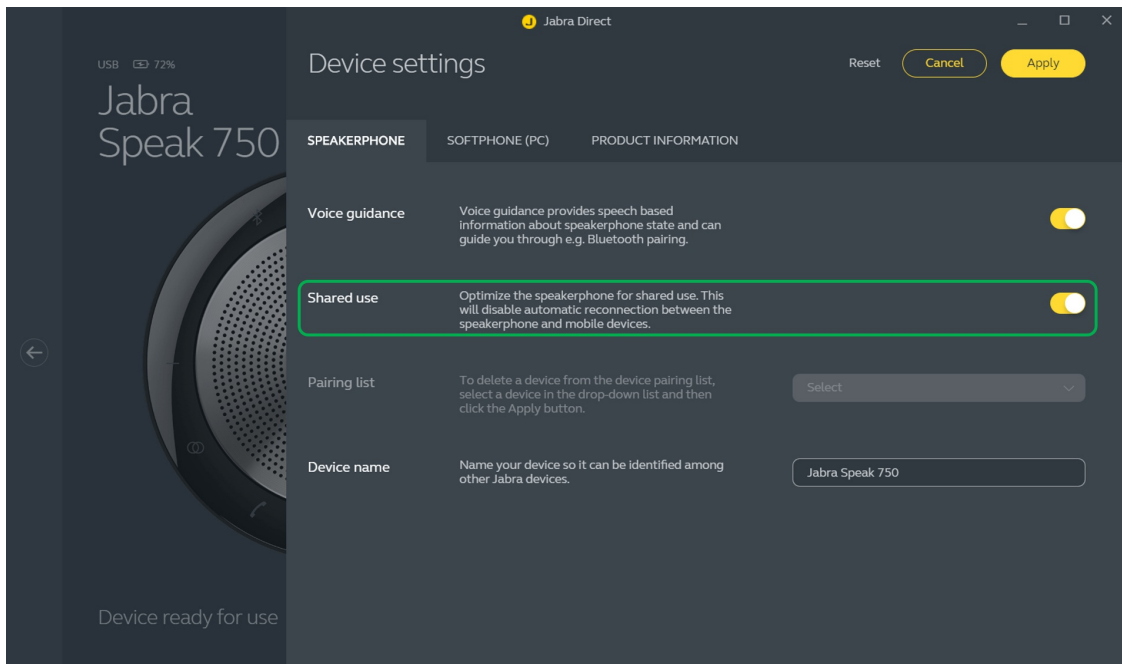 Jabra Direct
USB 72%
Jabra
Speak 750
Device settings
Reset
Cancel
Apply
SPEAKERPHONE
SOFTPHONE (PC)
PRODUCT INFORMATION
Voice guidance
Voice guidance provides speech based
information about speakerphone state and can
guide you through e.g. Bluetooth pairing.
Shared use
Optimize the speakerphone for shared use. This
will disable automatic reconnection between the
speakerphone and mobile devices.
Pairing list
To delete a device from the device pairing list,
select a device in the drop-down list and then
click the Apply button.
Select
Device name
Name your device so it can be identified among
other Jabra devices.
Jabra Speak 750
Device ready for use